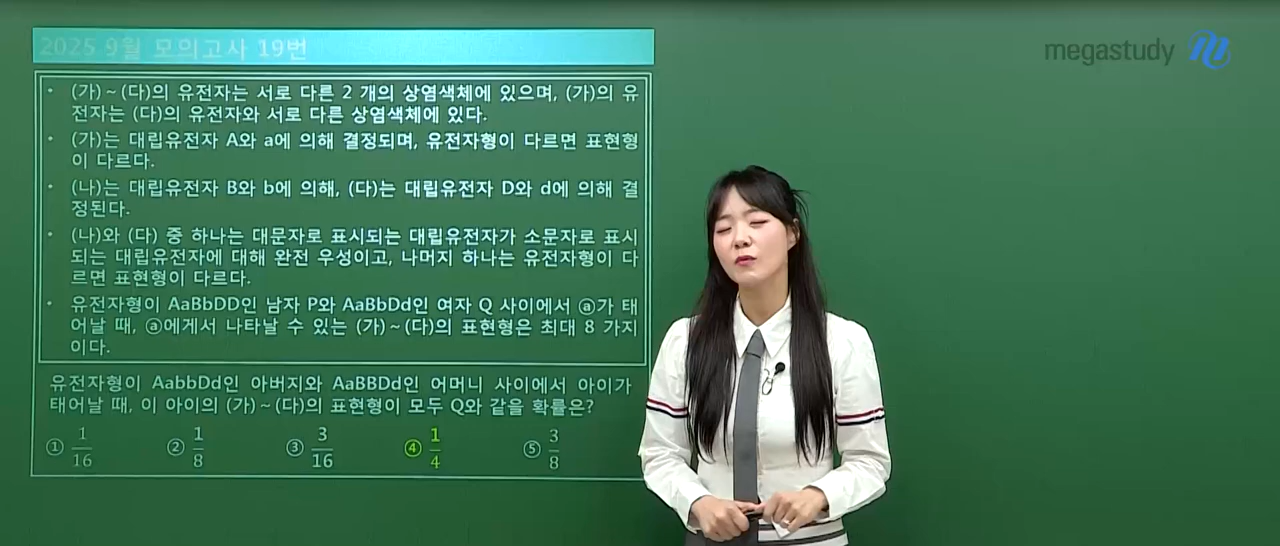 2025 9월 모의고사 19번
megastudy
• (가)~(다)의 유전자는 서로 다른 2 개의 상염색체에 있으며, (가)의 유
전자는 (다)의 유전자와 서로 다른 상염색체에 있다.
• (가)는 대립유전자 A와 a에 의해 결정되며, 유전자형이 다르면 표현형
이 다르다.
• (나)는 대립유전자 B와 b에 의해, (다)는 대립유전자 D와 d에 의해 결
정된다.
• (나)와 (다) 중 하나는 대문자로 표시되는 대립유전자가 소문자로 표시
되는 대립유전자에 대해 완전 우성이고, 나머지 하나는 유전자형이 다
르면 표현형이 다르다.
• 유전자형이 AaBbDD인 남자 P와 AaBbDd인 여자 Q 사이에서 ⓐ가 태
어날 때, ⓐ에게서 나타날 수 있는 (가)~(다)의 표현형은 최대 8 가지
이다.
유전자형이 AabbDd인 아버지와 AaBBDd인 어머니 사이에서 아이가
태어날 때, 이 아이의 (가)~(다)의 표현형이 모두 Q와 같을 확률은?
① 1/16 ② 1/8 ③ 3/16 ④ 1/4 ⑤ 3/8